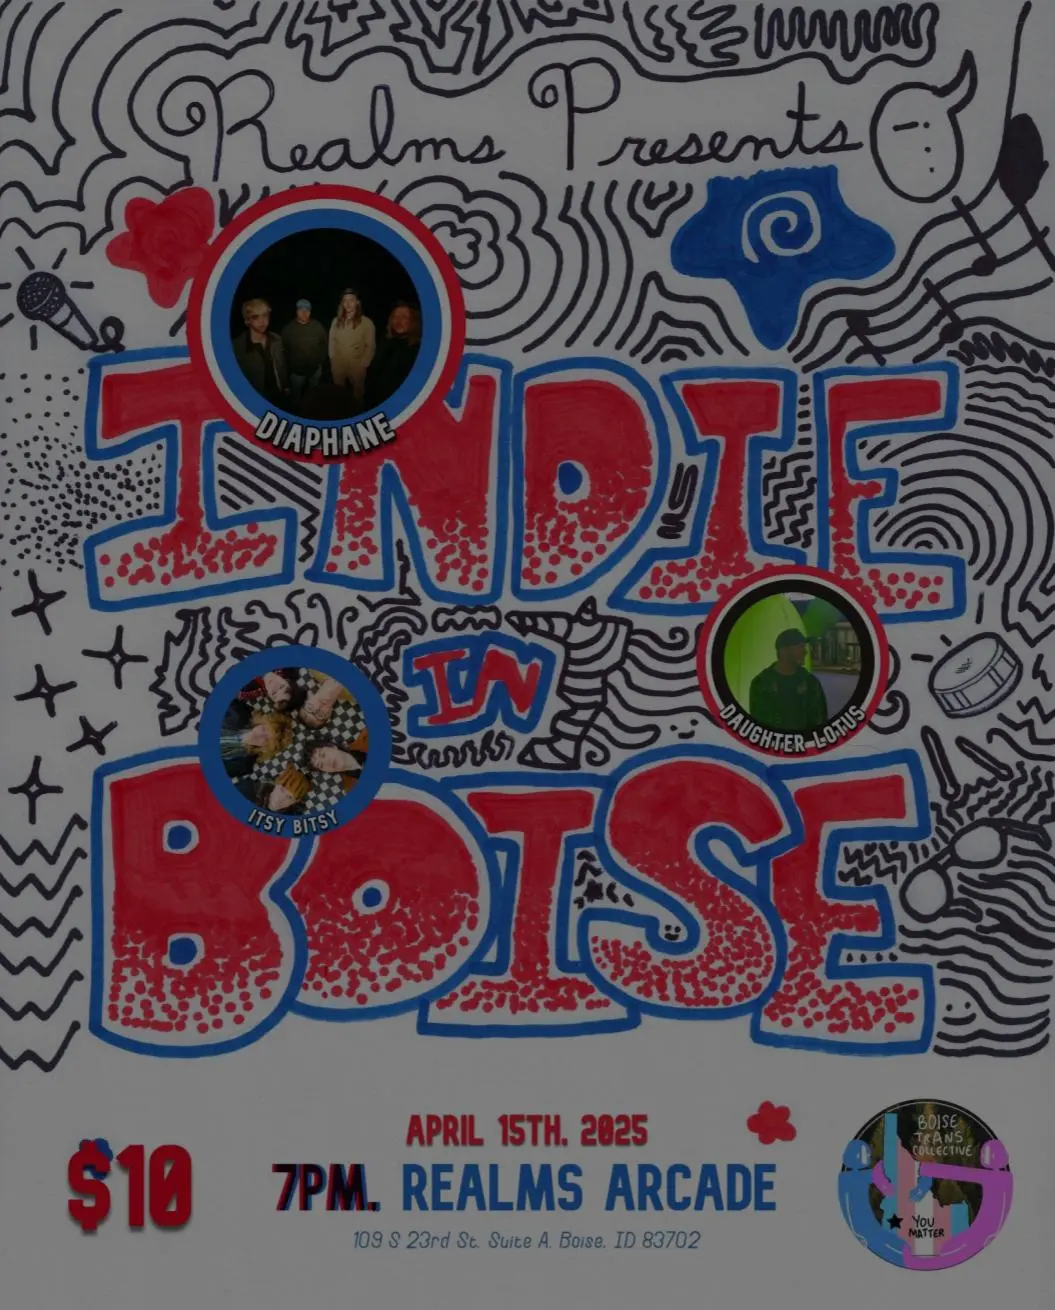 Realms Presents
DIAPHANE
INDIE
IN
DAUGHTER LOTUS
ITSY BITSY
BOISE
APRIL 15TH. 2025
$10
7PM. REALMS ARCADE
109 S 23rd St. Suite A. Boise. ID 83702
BOISE
TRANS
COLLECTIVE
YOU
MATTER